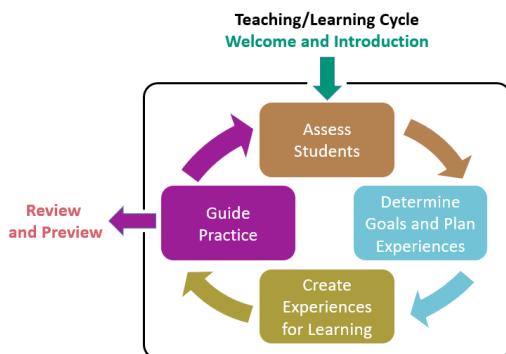 Teaching/Learning Cycle
Welcome and Introduction
Assess
Students
Determine
Goals and Plan
Experiences
Create
Experiences
for Learning
Guide
Practice
Review
and Preview